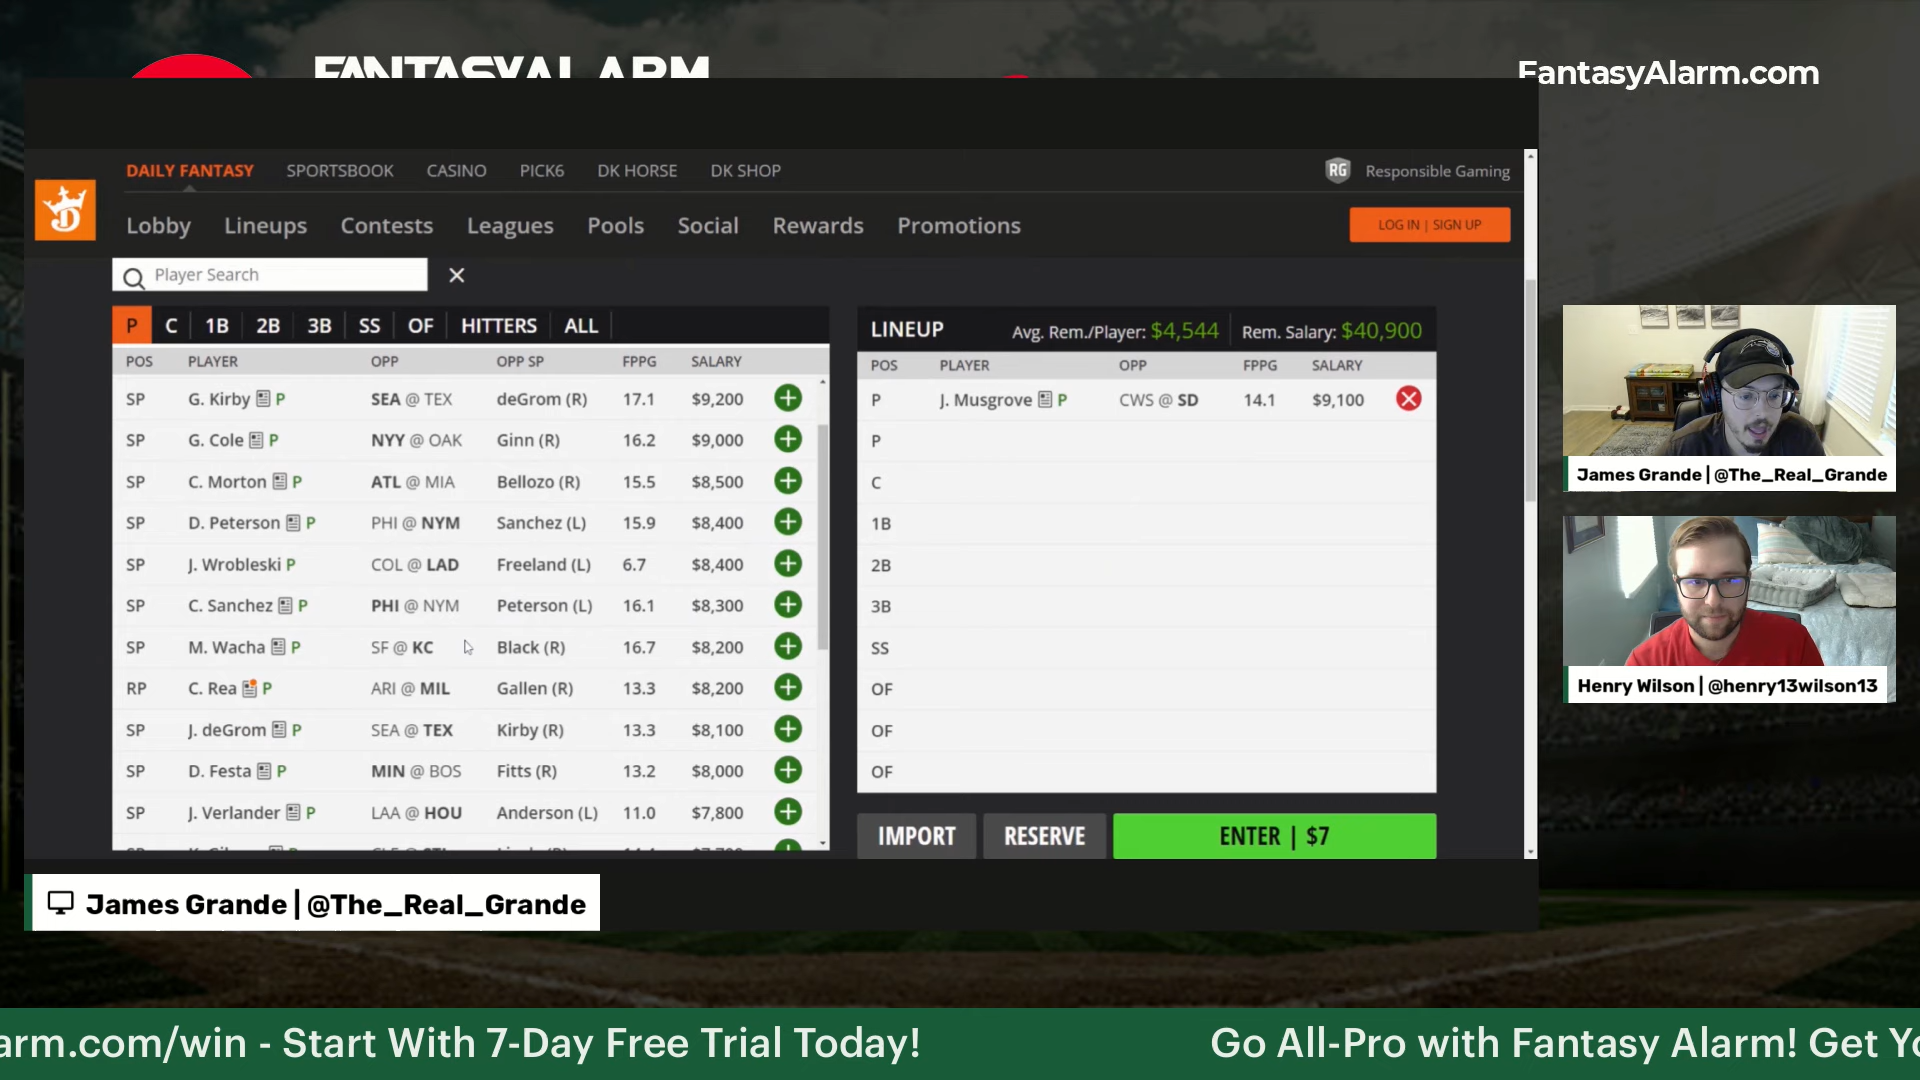 FANTASYALARM
FantasyAlarm.com
DAILY FANTASY SPORTSBOOK CASINO PICK6 DK HORSE DK SHOP
RG Responsible Gaming
Lobby Lineups Contests Leagues Pools Social Rewards Promotions
LOG IN | SIGN UP
Player Search
P C 1B 2B 3B SS OF HITTERS ALL
POS PLAYER OPP OPP SP FPPG SALARY
SP G. Kirby P SEA @ TEX deGrom (R) 17.1 $9,200
SP G. Cole P NYY @ OAK Ginn (R) 16.2 $9,000
SP C. Morton P ATL @ MIA Bellozo (R) 15.5 $8,500
SP D. Peterson P PHI @ NYM Sanchez (L) 15.9 $8,400
SP J. Wrobleski P COL @ LAD Freeland (L) 6.7 $8,400
SP C. Sanchez P PHI @ NYM Peterson (L) 16.1 $8,300
SP M. Wacha P SF @ KC Black (R) 16.7 $8,200
RP C. Rea P ARI @ MIL Gallen (R) 13.3 $8,200
SP J. deGrom P SEA @ TEX Kirby (R) 13.3 $8,100
SP D. Festa P MIN @ BOS Fitts (R) 13.2 $8,000
SP J. Verlander P LAA @ HOU Anderson (L) 11.0 $7,800
LINEUP Avg. Rem./Player: $4,544 Rem. Salary: $40,900
POS PLAYER OPP FPPG SALARY
P J. Musgrove P CWS @ SD 14.1 $9,100
P
C
1B
2B
3B
SS
OF
OF
OF
IMPORT RESERVE ENTER | $7
James Grande | @The_Real_Grande
Henry Wilson | @henry13wilson13
James Grande | @The_Real_Grande
arm.com/win - Start With 7-Day Free Trial Today! Go All-Pro with Fantasy Alarm! Get Yo